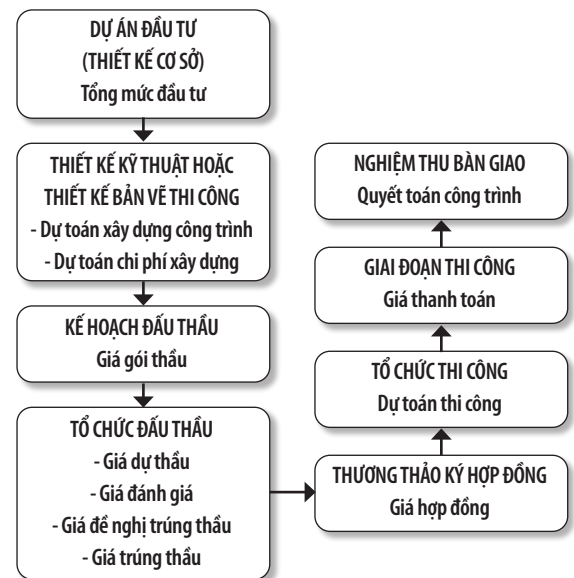 DỰ ÁN ĐẦU TƯ
(THIẾT KẾ CƠ SỞ)
Tổng mức đầu tư
THIẾT KẾ KỸ THUẬT HOẶC
THIẾT KẾ BẢN VẼ THI CÔNG
- Dự toán xây dựng công trình
- Dự toán chi phí xây dựng
KẾ HOẠCH ĐẤU THẦU
Giá gói thầu
TỔ CHỨC ĐẤU THẦU
- Giá dự thầu
- Giá đánh giá
- Giá đề nghị trúng thầu
- Giá trúng thầu
THƯƠNG THẢO KÝ HỢP ĐỒNG
Giá hợp đồng
TỔ CHỨC THI CÔNG
Dự toán thi công
GIAI ĐOẠN THI CÔNG
Giá thanh toán
NGHIỆM THU BÀN GIAO
Quyết toán công trình